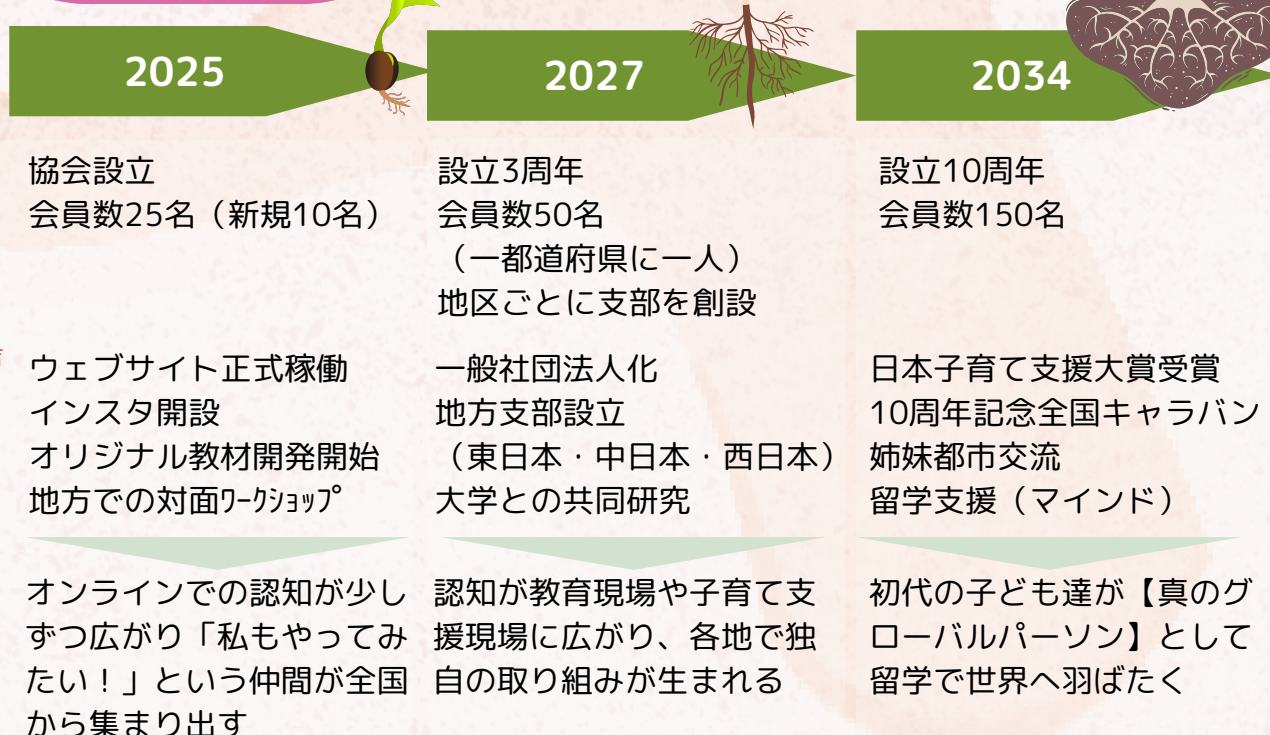 2025
協会設立
会員数25名（新規10名）
ウェブサイト正式稼働
インスタ開設
オリジナル教材開発開始
地方での対面ﾜｰｸｼｮｯﾌﾟ
オンラインでの認知が少し
ずつ広がり「私もやってみ
たい！」という仲間が全国
から集まり出す
2027
設立3周年
会員数50名
（一都道府県に一人）
地区ごとに支部を創設
一般社団法人化
地方支部設立
（東日本・中日本・西日本）
大学との共同研究
認知が教育現場や子育て支
援現場に広がり、各地で独
自の取り組みが生まれる
2034
設立10周年
会員数150名
日本子育て支援大賞受賞
10周年記念全国キャラバン
姉妹都市交流
留学支援（マインド）
初代の子ども達が【真のグ
ローバルパーソン】として
留学で世界へ羽ばたく